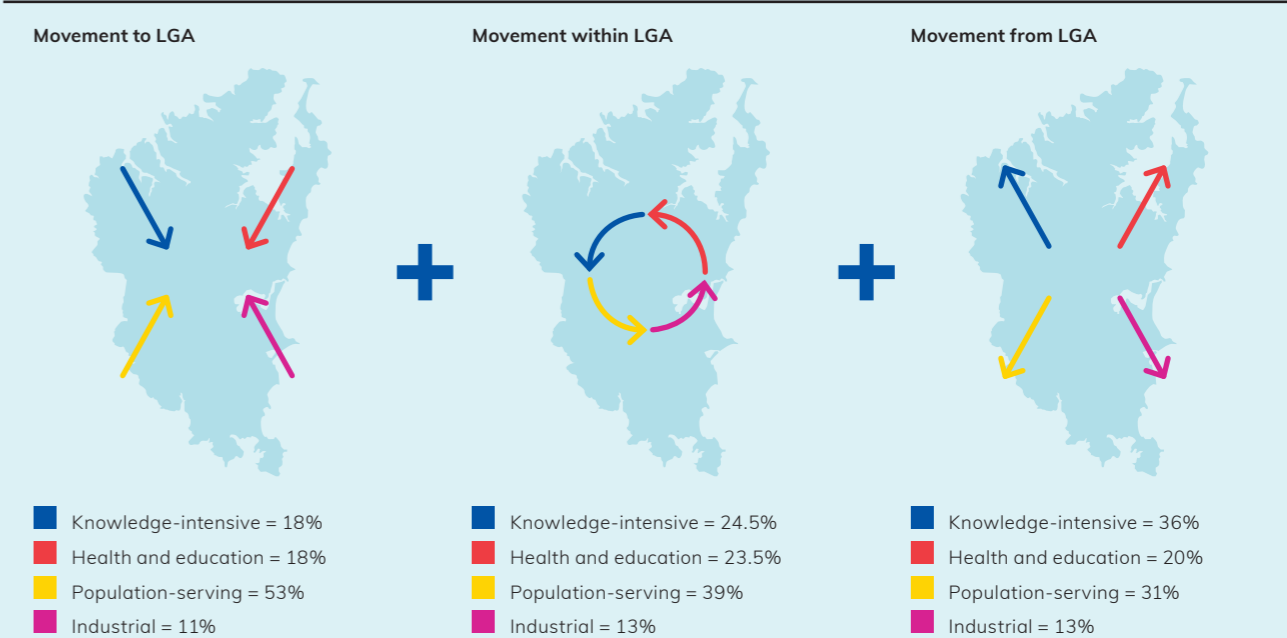 Movement to LGA
Knowledge-intensive = 18%
Health and education = 18%
Population-serving = 53%
Industrial = 11%
Movement within LGA
Knowledge-intensive = 24.5%
Health and education = 23.5%
Population-serving = 39%
Industrial = 13%
Movement from LGA
Knowledge-intensive = 36%
Health and education = 20%
Population-serving = 31%
Industrial = 13%